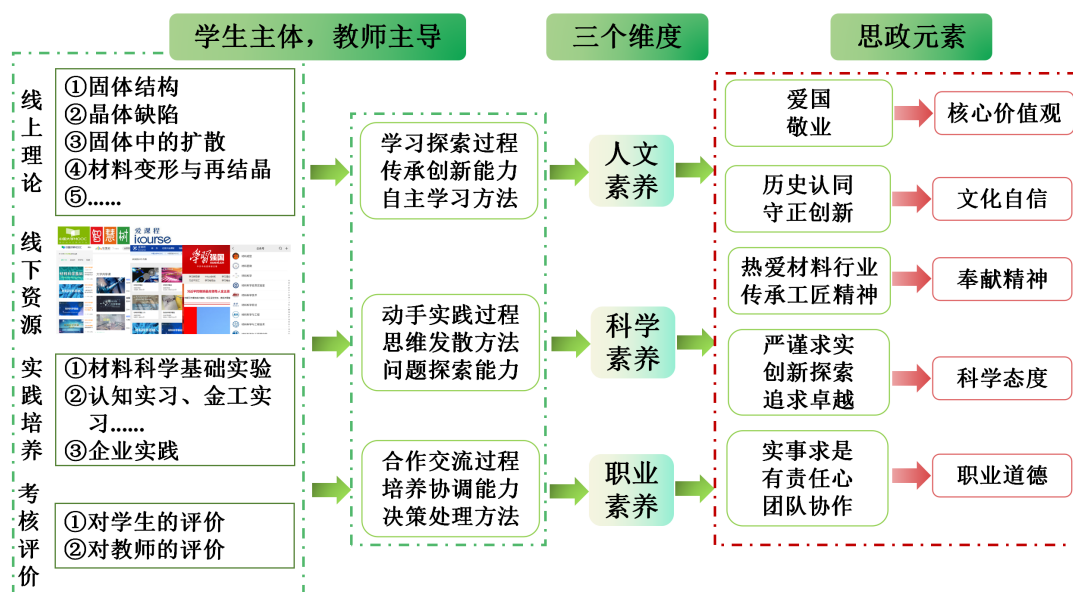 学生主体，教师主导
三个维度
思政元素
线上理论
①固体结构
②晶体缺陷
③固体中的扩散
④材料变形与再结晶
⑤......
线下资源
智慧树
爱课程
icourse
学习强国
实践培养
①材料科学基础实验
②认知实习、金工实
习......
③企业实践
考核评价
①对学生的评价
②对教师的评价
学习探索过程
传承创新能力
自主学习方法
动手实践过程
思维发散方法
问题探索能力
合作交流过程
培养协调能力
决策处理方法
人文
素养
科学
素养
职业
素养
爱国
敬业
核心价值观
历史认同
守正创新
文化自信
热爱材料行业
传承工匠精神
奉献精神
严谨求实
创新探索
追求卓越
科学态度
实事求是
有责任心
团队协作
职业道德